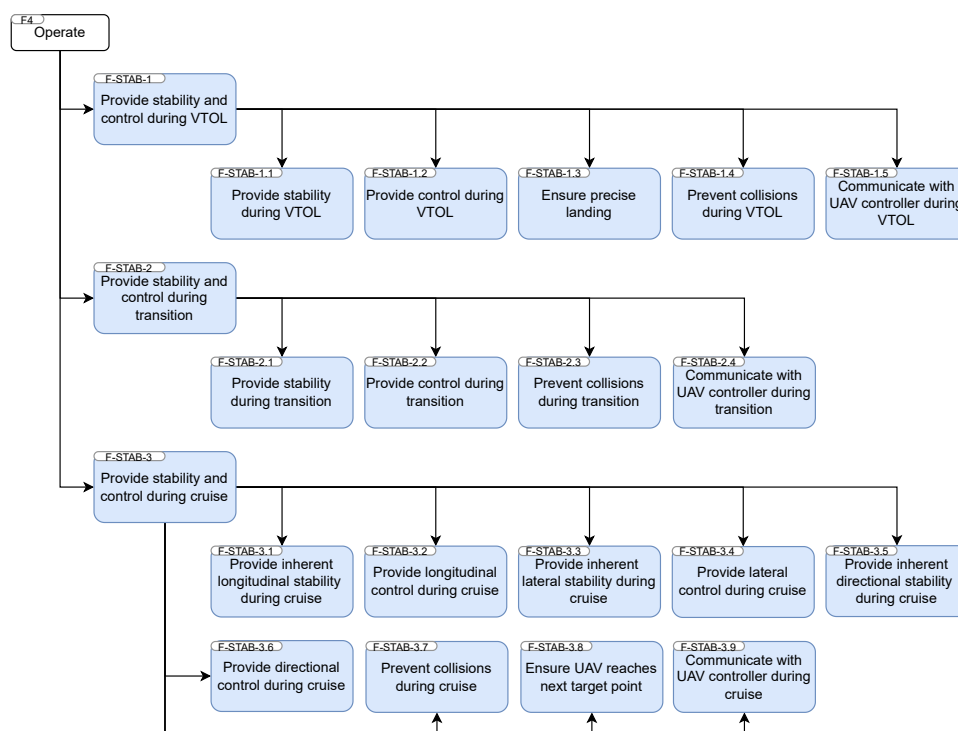 F4
Operate
F-STAB-1
Provide stability and
control during VTOL
F-STAB-1.1
Provide stability
during VTOL
F-STAB-1.2
Provide control during
VTOL
F-STAB-1.3
Ensure precise
landing
F-STAB-1.4
Prevent collisions
during VTOL
F-STAB-1.5
Communicate with
UAV controller during
VTOL
F-STAB-2
Provide stability and
control during
transition
F-STAB-2.1
Provide stability
during transition
F-STAB-2.2
Provide control during
transition
F-STAB-2.3
Prevent collisions
during transition
F-STAB-2.4
Communicate with
UAV controller during
transition
F-STAB-3
Provide stability and
control during cruise
F-STAB-3.1
Provide inherent
longitudinal stability
during cruise
F-STAB-3.2
Provide longitudinal
control during cruise
F-STAB-3.3
Provide inherent
lateral stability during
cruise
F-STAB-3.4
Provide lateral
control during cruise
F-STAB-3.5
Provide inherent
directional stability
during cruise
F-STAB-3.6
Provide directional
control during cruise
F-STAB-3.7
Prevent collisions
during cruise
F-STAB-3.8
Ensure UAV reaches
next target point
F-STAB-3.9
Communicate with
UAV controller during
cruise